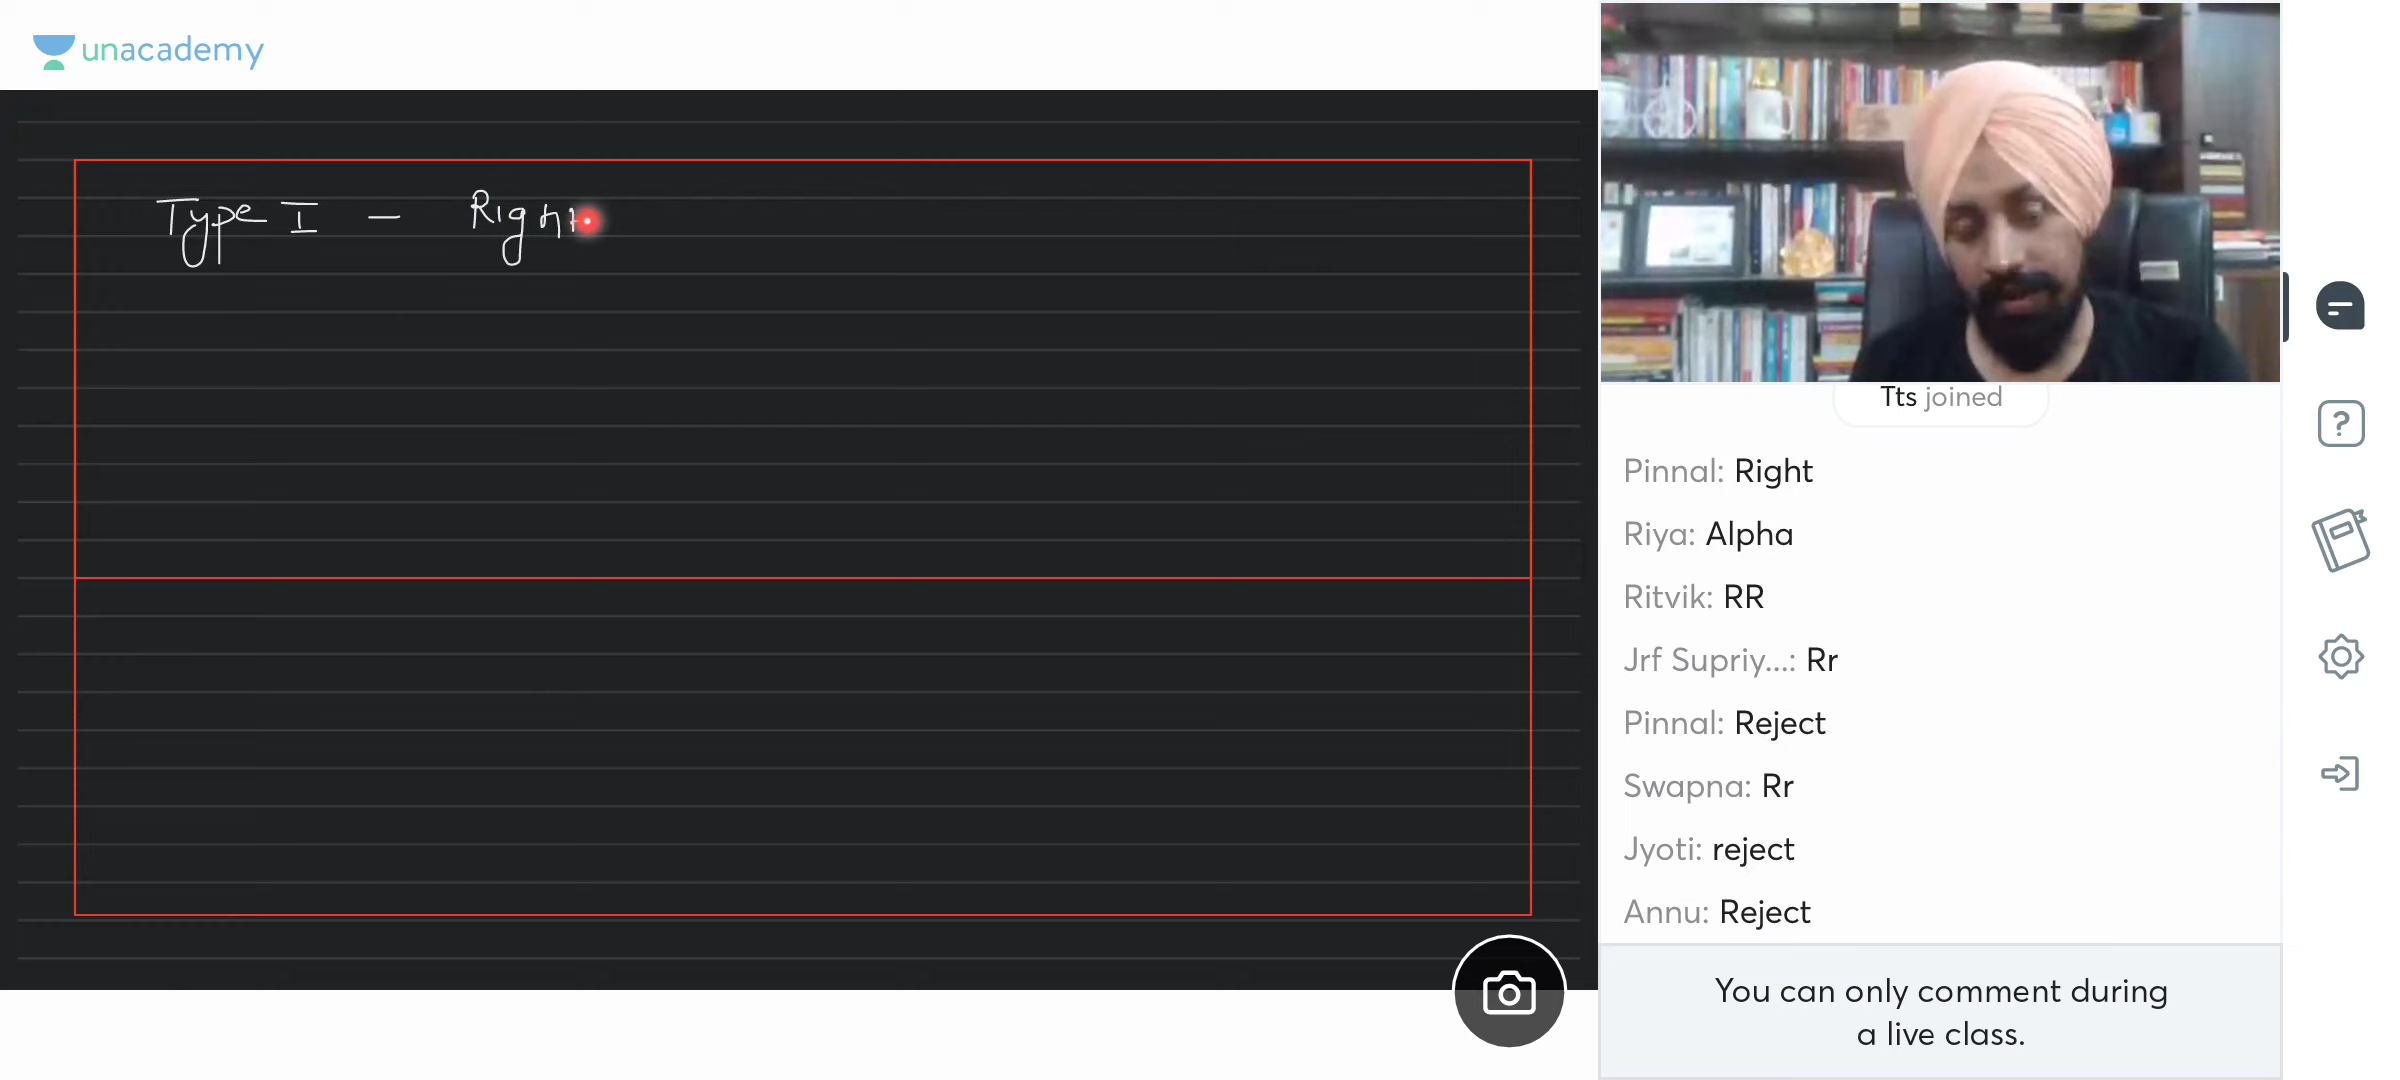 unacademy
Type I - Right
Tts joined
Pinnal: Right
Riya: Alpha
Ritvik: RR
Jrf Supriy...: Rr
Pinnal: Reject
Swapna: Rr
Jyoti: reject
Annu: Reject
You can only comment during
a live class.